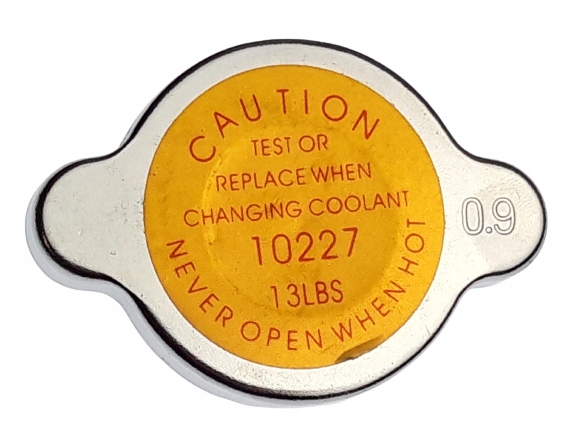 CAUTION
TEST OR
REPLACE WHEN
CHANGING COOLANT
10227
13LBS
NEVER OPEN WHEN HOT
0.9